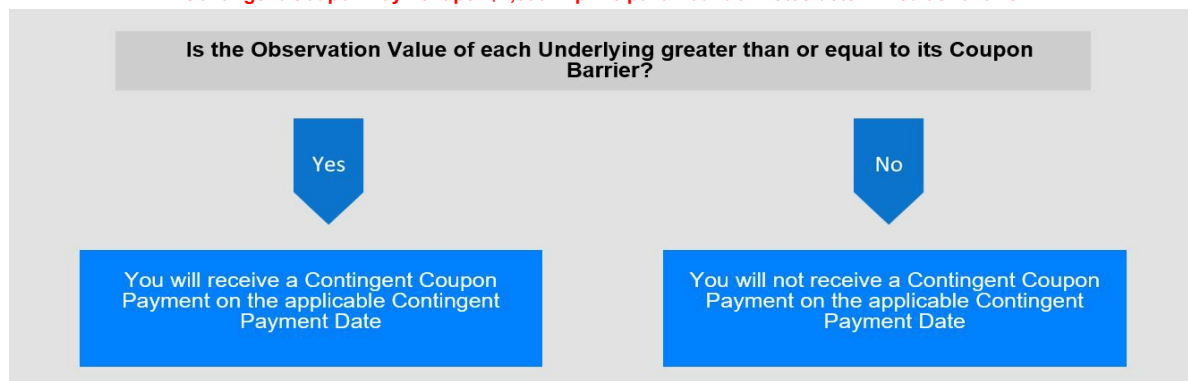 Is the Observation Value of each Underlying greater than or equal to its Coupon
Barrier?
Yes
No
You will receive a Contingent Coupon
Payment on the applicable Contingent
Payment Date
You will not receive a Contingent Coupon
Payment on the applicable Contingent
Payment Date